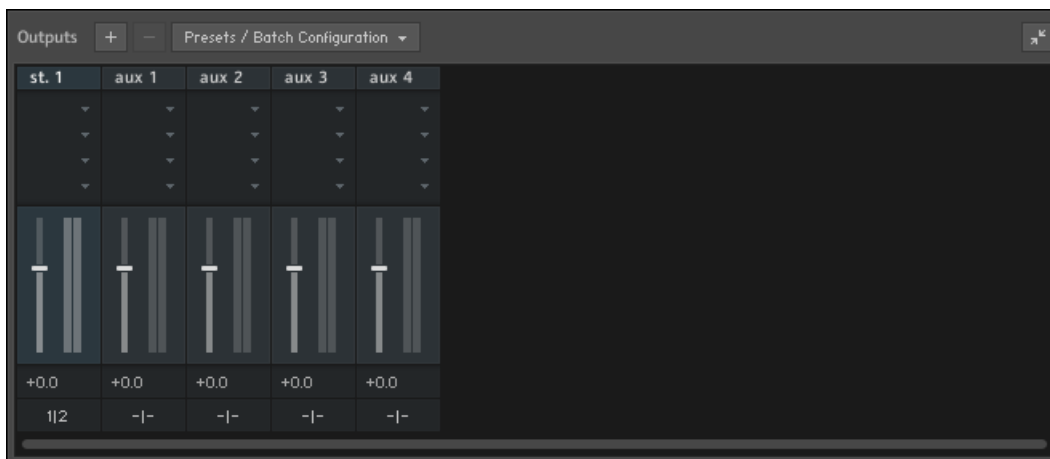 Outputs + − Presets / Batch Configuration
st. 1 aux 1 aux 2 aux 3 aux 4
+0.0 +0.0 +0.0 +0.0 +0.0
1|2 -|- -|- -|- -|-